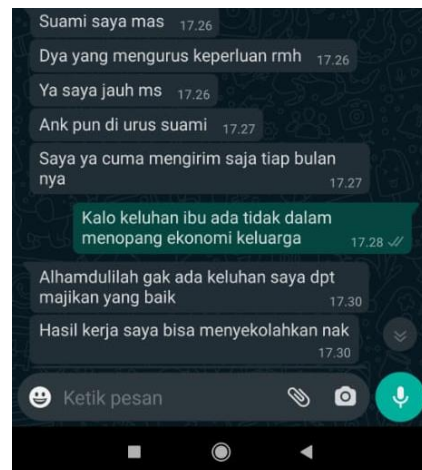 Suami saya mas 17.26
Dya yang mengurus keperluan rmh 17.26
Ya saya jauh ms 17.26
Ank pun di urus suami 17.27
Saya ya cuma mengirim saja tiap bulan
nya 17.27
Kalo keluhan ibu ada tidak dalam
menopang ekonomi keluarga 17.28
Alhamdulilah gak ada keluhan saya dpt
majikan yang baik 17.30
Hasil kerja saya bisa menyekolahkan nak
17.30
Ketik pesan